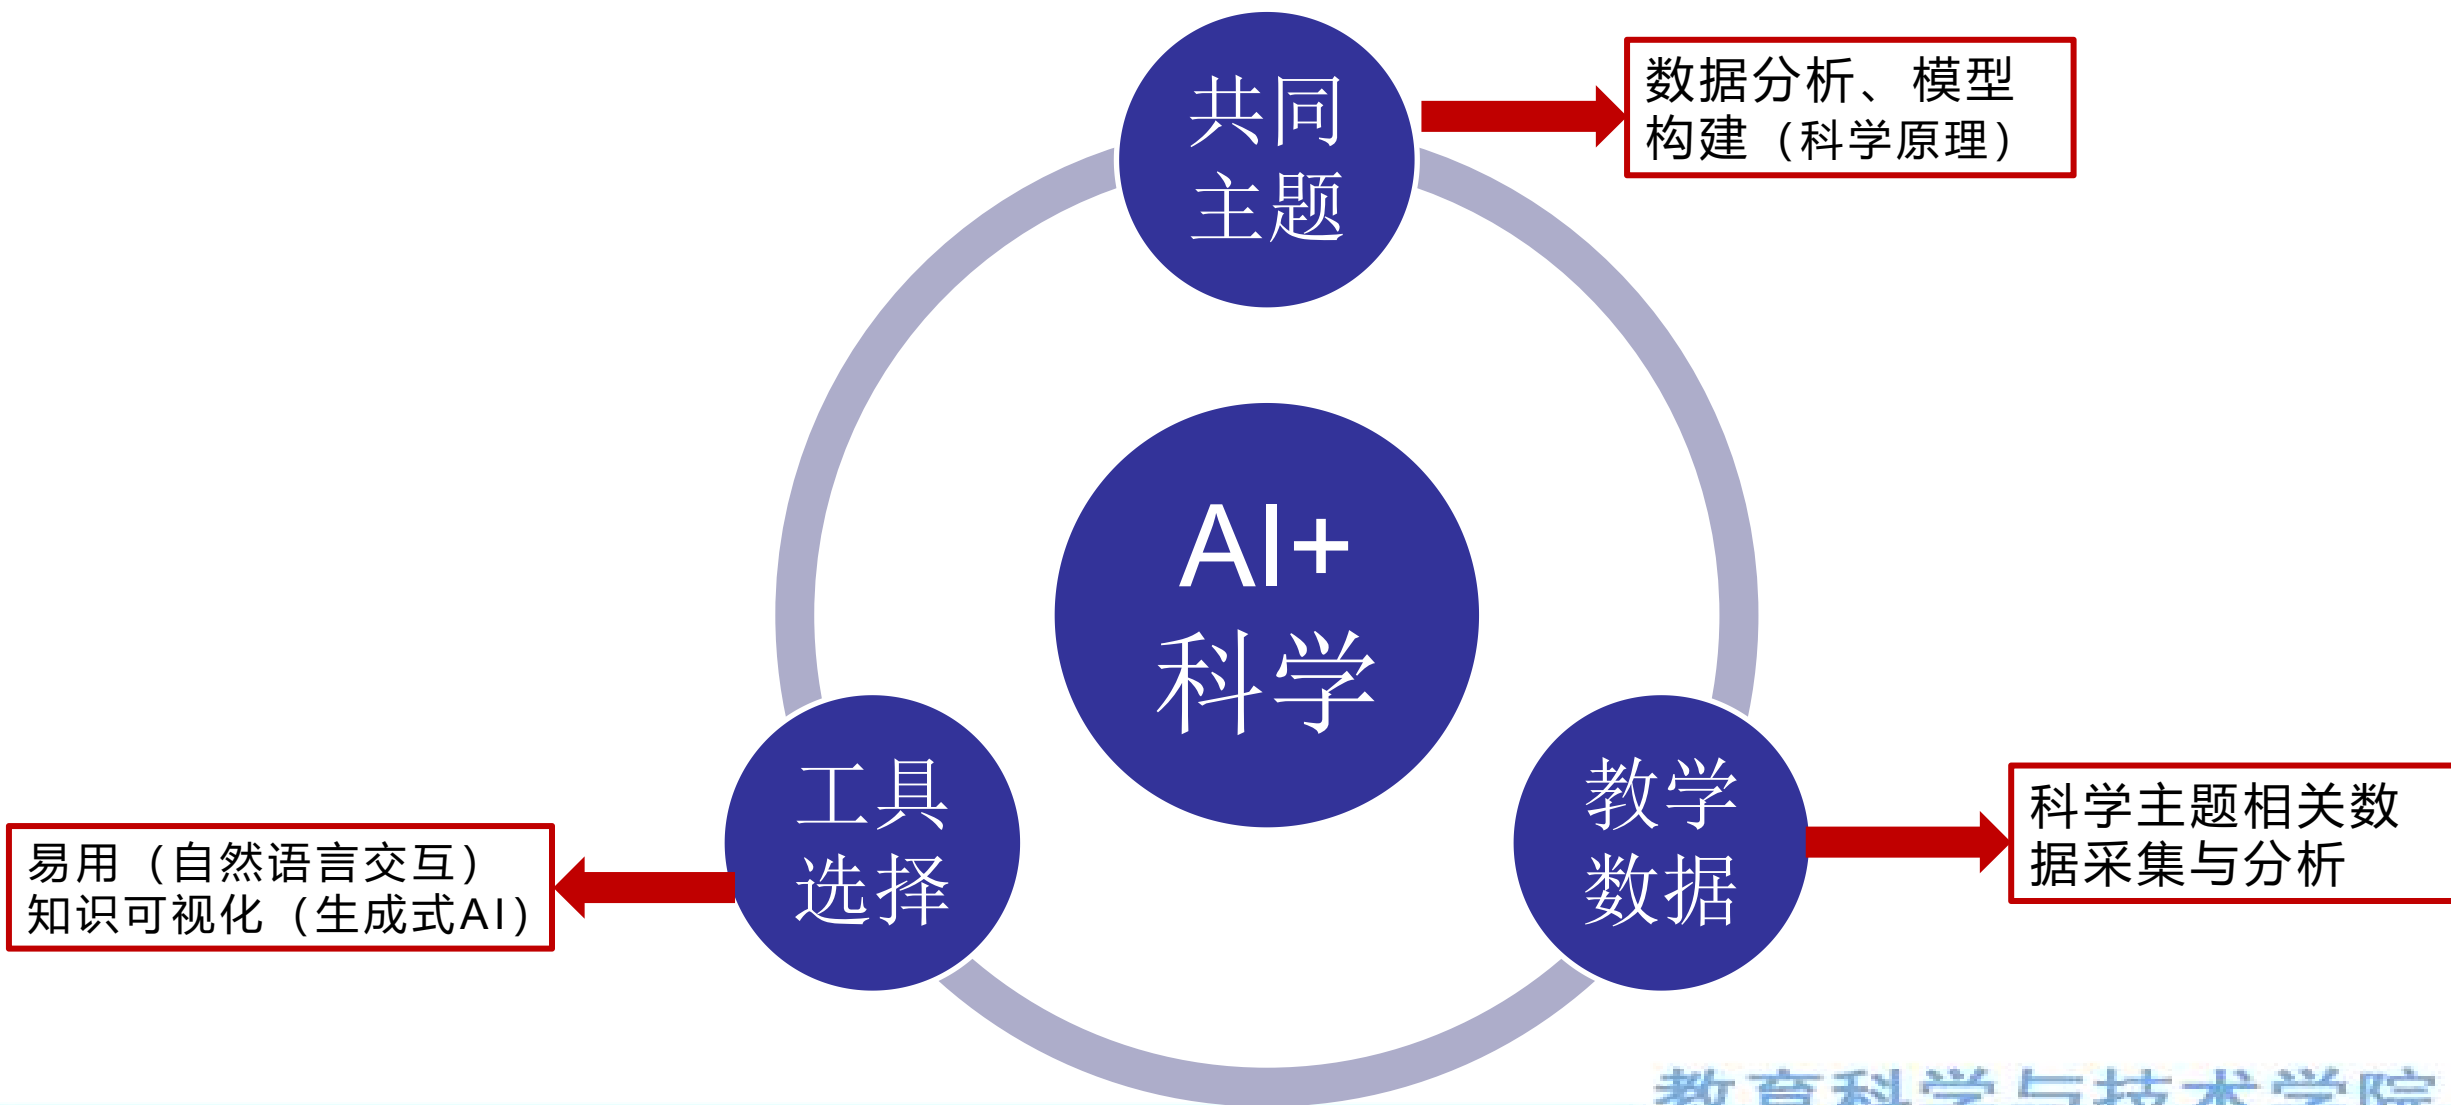 共同
主题
数据分析、模型
构建（科学原理）
AI+
科学
工具
选择
易用（自然语言交互）
知识可视化（生成式AI）
教学
数据
科学主题相关数
据采集与分析
教育科学与技术学院